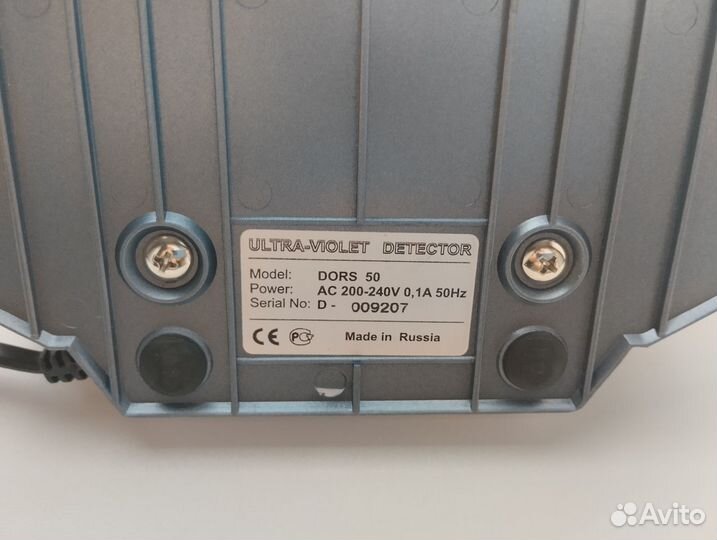 ULTRA-VIOLET DETECTOR
Model: DORS 50
Power: AC 200-240V 0,1A 50Hz
Serial No: D - 009207
CE PC Made in Russia
Avito